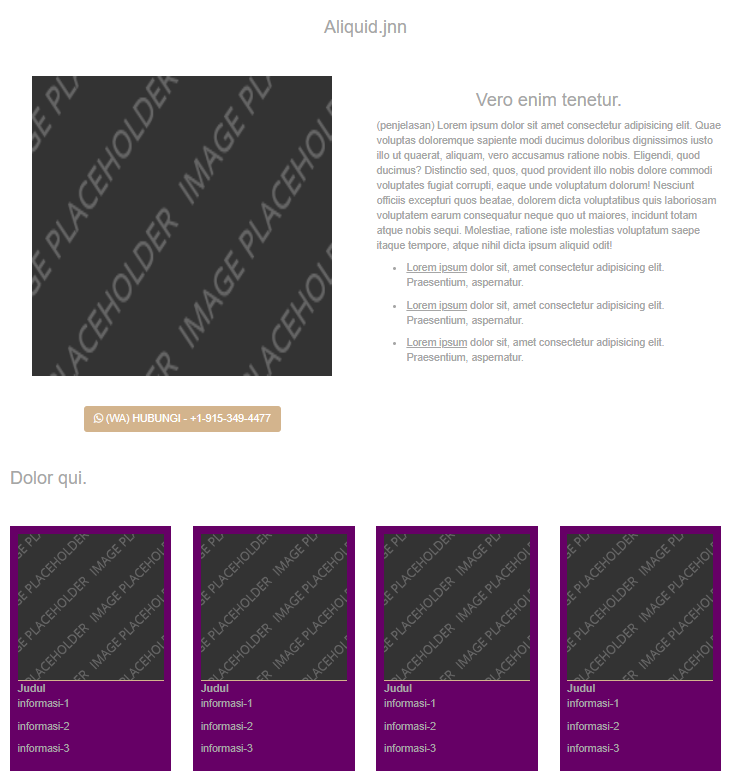 Aliquid.jnn
IMAGE PLACEHOLDER IMAGE PLACEHOLDER
Vero enim tenetur.
(penjelasan) Lorem ipsum dolor sit amet consectetur adipisicing elit. Quae
voluptas doloremque sapiente modi ducimus doloribus dignissimos iusto
illo ut quaerat, aliquam, vero accusamus ratione nobis. Eligendi, quod
ducimus? Distinctio sed, quos, quod provident illo nobis dolore commodi
voluptates fugiat corrupti, eaque unde voluptatum dolorum! Nesciunt
officiis excepturi quos beatae, dolorem dicta voluptatibus quis laboriosam
voluptatem earum consequatur neque quo ut maiores, incidunt totam
atque nobis sequi. Molestiae, ratione iste molestias voluptatum saepe
itaque tempore, atque nihil dicta ipsum aliquid odit!
Lorem ipsum dolor sit, amet consectetur adipisicing elit.
Praesentium, aspernatur.
Lorem ipsum dolor sit, amet consectetur adipisicing elit.
Praesentium, aspernatur.
Lorem ipsum dolor sit, amet consectetur adipisicing elit.
Praesentium, aspernatur.
(WA) HUBUNGI - +1-915-349-4477
Dolor qui.
IMAGE PLACEHOLDER
Judul
informasi-1
informasi-2
informasi-3
IMAGE PLACEHOLDER
Judul
informasi-1
informasi-2
informasi-3
IMAGE PLACEHOLDER
Judul
informasi-1
informasi-2
informasi-3
IMAGE PLACEHOLDER
Judul
informasi-1
informasi-2
informasi-3